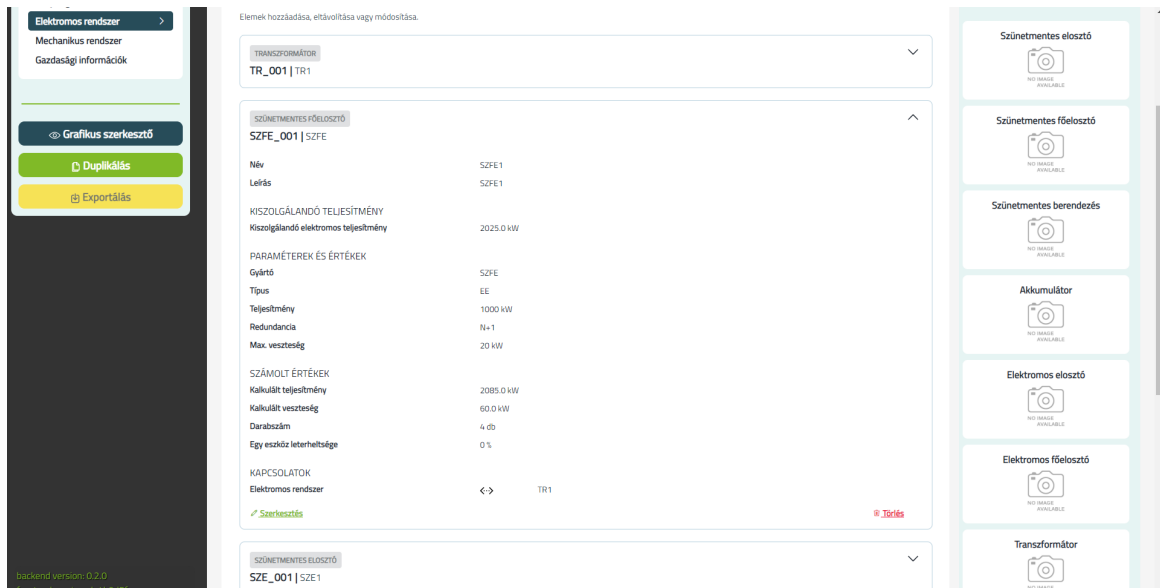 Elektromos rendszer
Mechanikus rendszer
Gazdasági információk
Grafikus szerkesztő
Duplikálás
Exportálás
backend version: 0.2.0
Elemek hozzáadása, eltávolítása vagy módosítása.
TRANSZFORMÁTOR
TR_001 | TR1
SZÜNETMENTES FŐELOSZTÓ
SZFE_001 | SZFE
Név SZFE1
Leírás SZFE1
KISZOLGÁLANDÓ TELJESÍTMÉNY
Kiszolgálandó elektromos teljesítmény 2025.0 kW
PARAMÉTEREK ÉS ÉRTÉKEK
Gyártó SZFE
Típus EE
Teljesítmény 1000 kW
Redundancia N+1
Max. veszteség 20 kW
SZÁMOLT ÉRTÉKEK
Kalkulált teljesítmény 2085.0 kW
Kalkulált veszteség 60.0 kW
Darabszám 4 db
Egy eszköz leterheltsége 0 %
KAPCSOLATOK
Elektromos rendszer TR1
Szerkesztés Törlés
SZÜNETMENTES ELOSZTÓ
SZE_001 | SZE1
Szünetmentes elosztó
NO IMAGE
AVAILABLE
Szünetmentes főelosztó
NO IMAGE
AVAILABLE
Szünetmentes berendezés
NO IMAGE
AVAILABLE
Akkumulátor
NO IMAGE
AVAILABLE
Elektromos elosztó
NO IMAGE
AVAILABLE
Elektromos főelosztó
NO IMAGE
AVAILABLE
Transzformátor
NO IMAGE